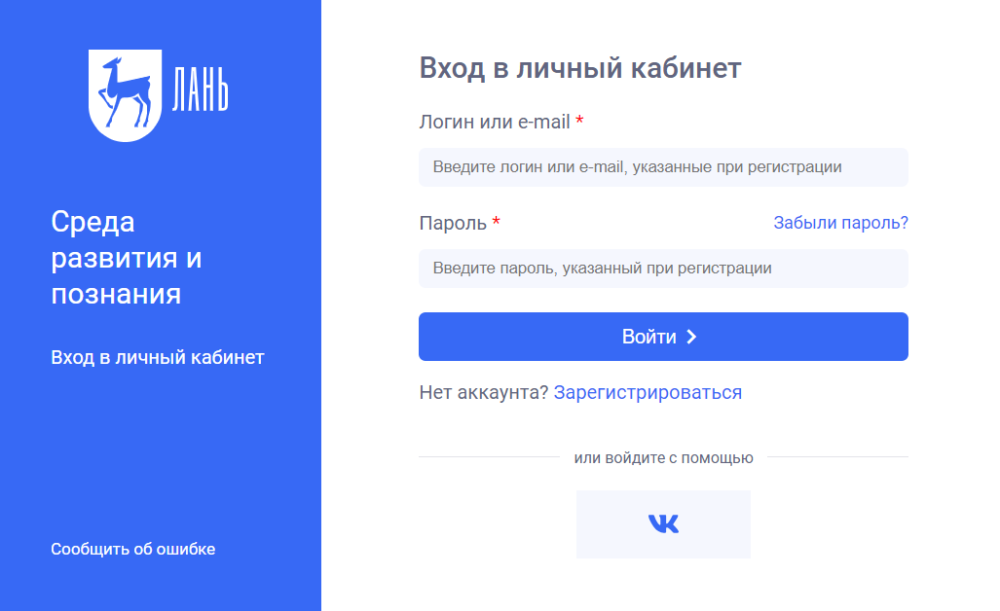 ЛАНЬ
Среда
развития и
познания
Вход в личный кабинет
Сообщить об ошибке
Вход в личный кабинет
Логин или e-mail *
Введите логин или e-mail, указанные при регистрации
Пароль * Забыли пароль?
Введите пароль, указанный при регистрации
Войти
Нет аккаунта? Зарегистрироваться
или войдите с помощью